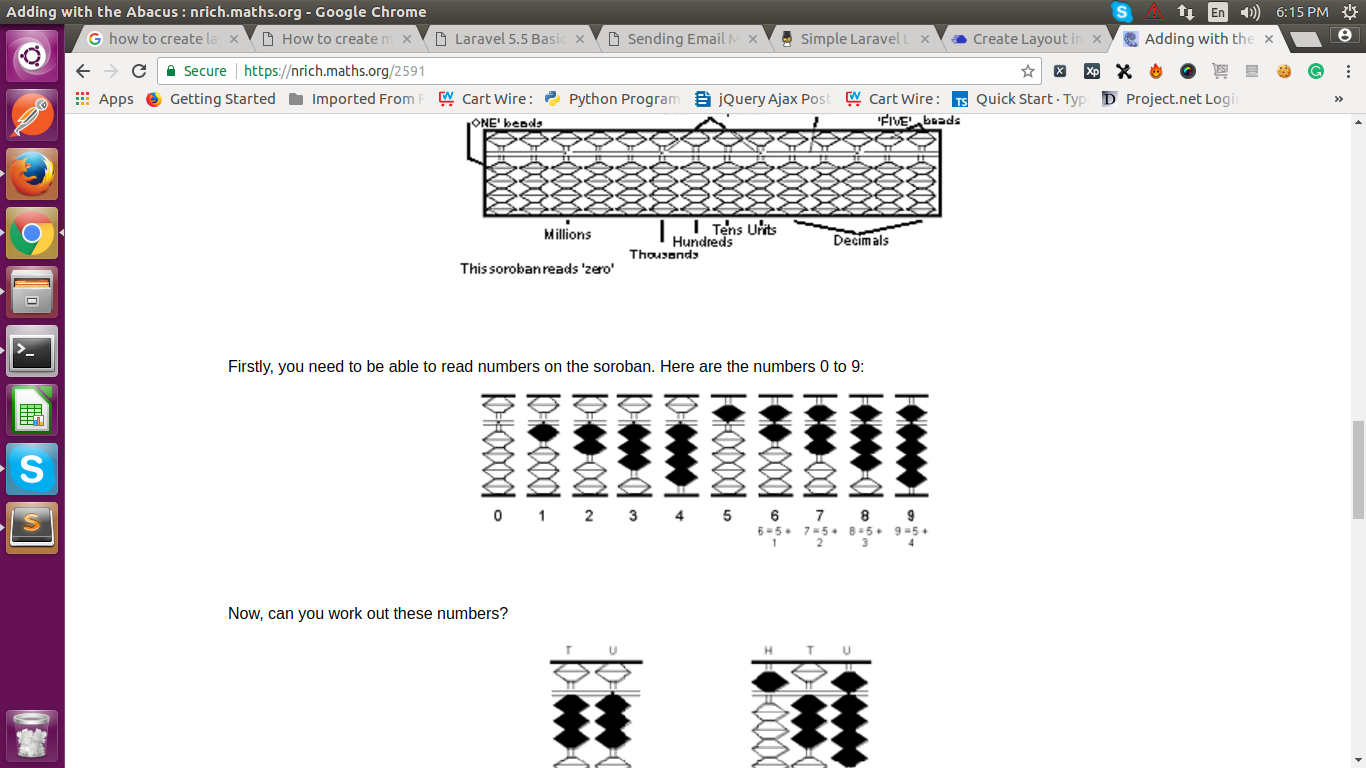 Adding with the Abacus : nrich.maths.org - Google Chrome
En
6:15 PM
how to create la
How to create m
Laravel 5.5 Basic
Sending Email M
Simple Laravel L
Create Layout in
Adding with the
Secure
https://nrich.maths.org/2591
Apps
Getting Started
Imported From F
Cart Wire :
Python Program
jQuery Ajax Post
Cart Wire :
Quick Start · Typ
Project.net Login
»
ONE' beads
'FIVE' beads
Millions
Thousands
Hundreds
Tens
Units
Decimals
This soroban reads 'zero'
Firstly, you need to be able to read numbers on the soroban. Here are the numbers 0 to 9:
0 1 2 3 4 5 6 7 8 9
6 = 5 + 1
7 = 5 + 2
8 = 5 + 3
9 = 5 + 4
Now, can you work out these numbers?
T U
H T U